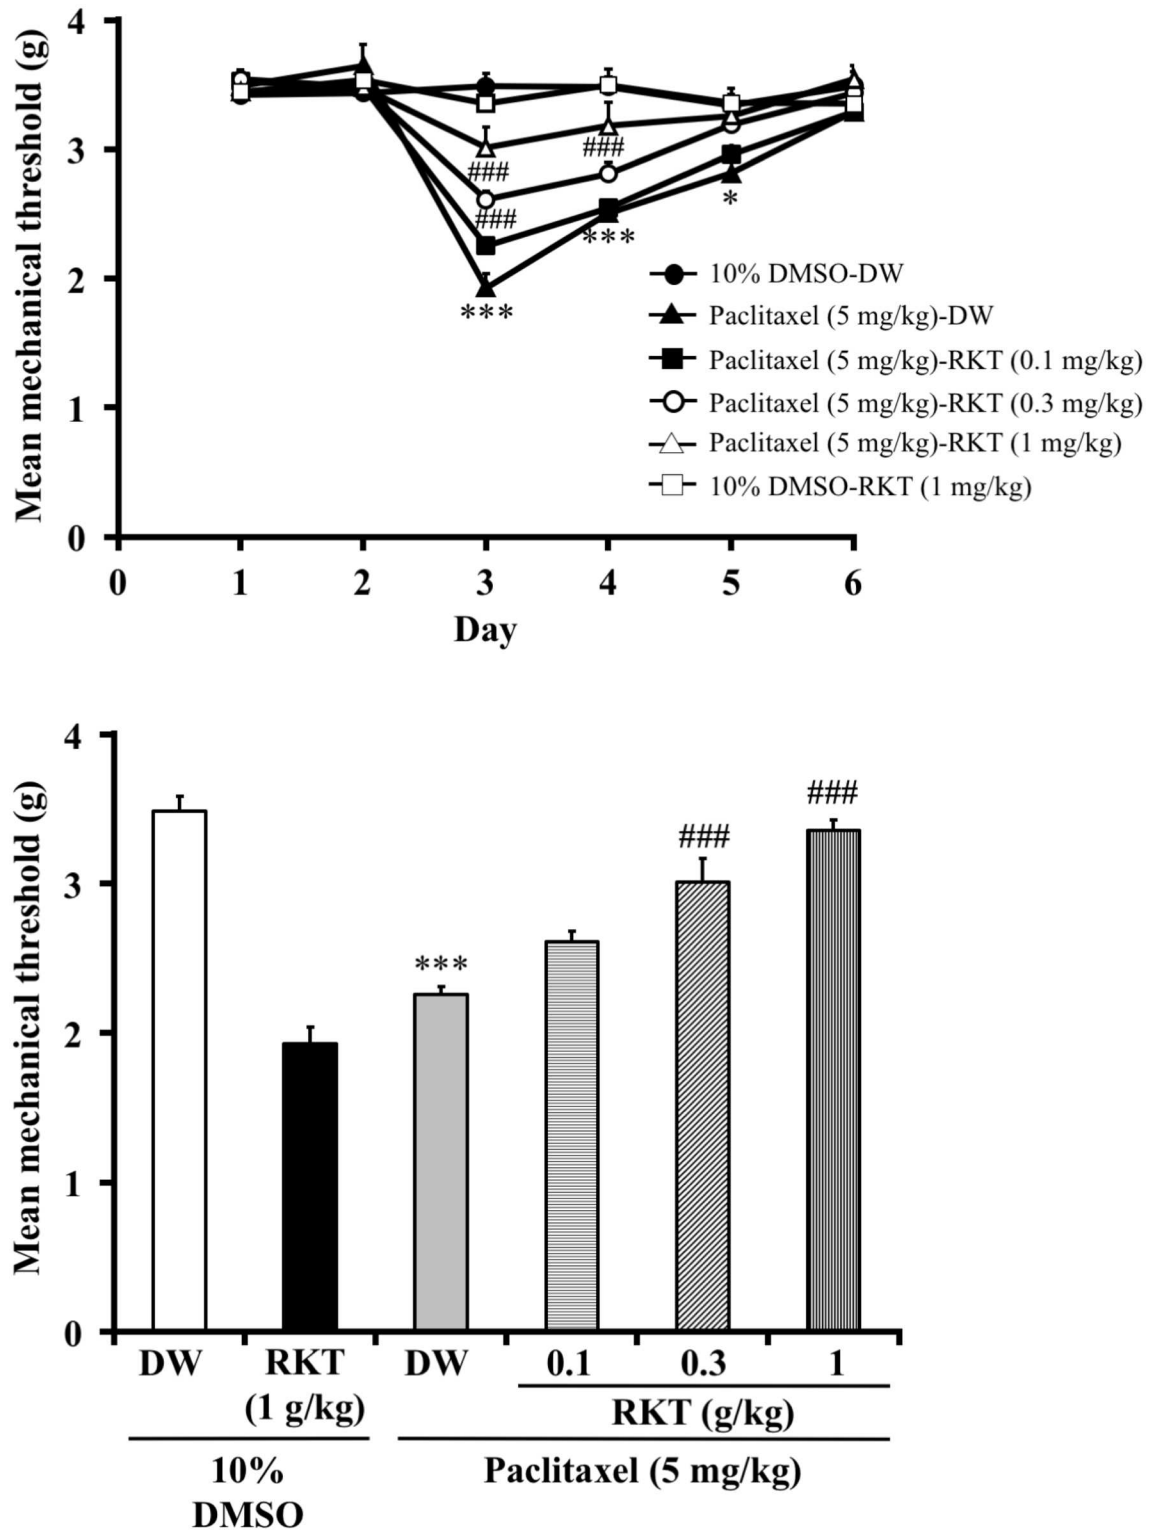 Mean mechanical threshold (g)
4
3
2
1
0
###
###
###
***
***
*
10% DMSO-DW
Paclitaxel (5 mg/kg)-DW
Paclitaxel (5 mg/kg)-RKT (0.1 mg/kg)
Paclitaxel (5 mg/kg)-RKT (0.3 mg/kg)
Paclitaxel (5 mg/kg)-RKT (1 mg/kg)
10% DMSO-RKT (1 mg/kg)
0 1 2 3 4 5 6
Day
Mean mechanical threshold (g)
4
3
2
1
0
***
###
###
DW RKT DW 0.1 0.3 1
(1 g/kg) RKT (g/kg)
10% Paclitaxel (5 mg/kg)
DMSO